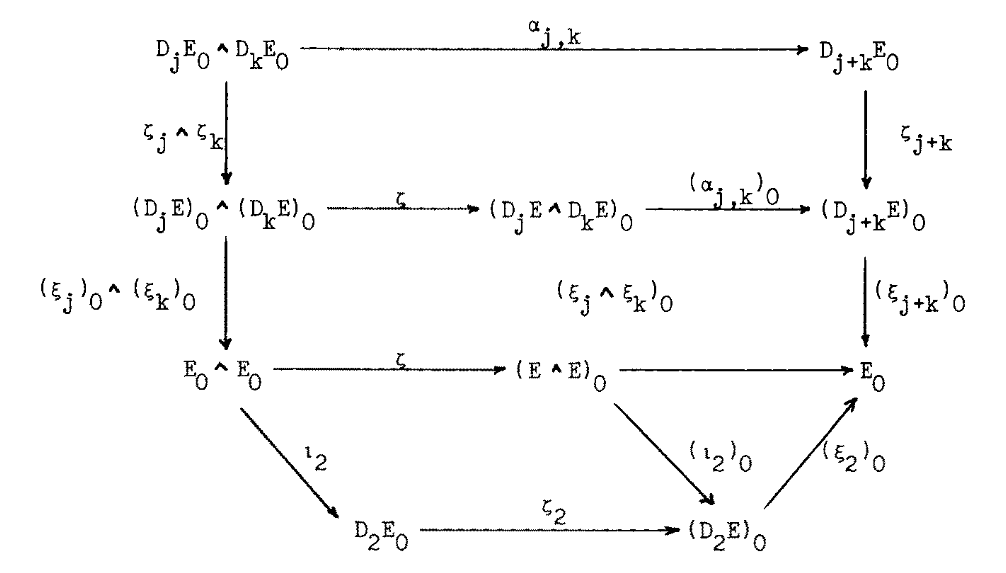 α_{j,k}
D_jE_0 ∧ D_kE_0 D_{j+k}E_0
ζ_j ∧ ζ_k ζ_{j+k}
(D_jE)_0 ∧ (D_kE)_0 ζ (D_jE ∧ D_kE)_0 (α_{j,k})_0 (D_{j+k}E)_0
(ξ_j)_0 ∧ (ξ_k)_0 (ξ_j ∧ ξ_k)_0 (ξ_{j+k})_0
E_0 ∧ E_0 ζ (E ∧ E)_0 E_0
ι_2 (ι_2)_0 (ξ_2)_0
D_2E_0 ζ_2 (D_2E)_0